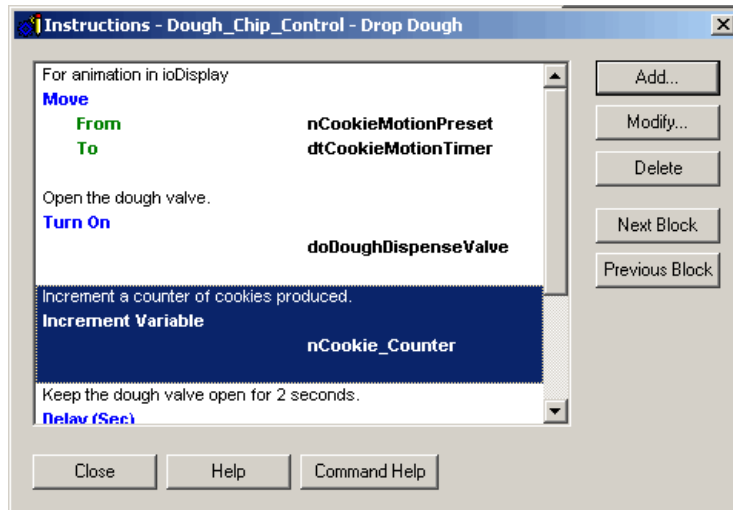 Instructions - Dough_Chip_Control - Drop Dough
For animation in ioDisplay
Move
From nCookieMotionPreset
To dtCookieMotionTimer
Open the dough valve.
Turn On
doDoughDispenseValve
Increment a counter of cookies produced.
Increment Variable
nCookie_Counter
Keep the dough valve open for 2 seconds.
Delay (Sec)
Add...
Modify...
Delete
Next Block
Previous Block
Close Help Command Help